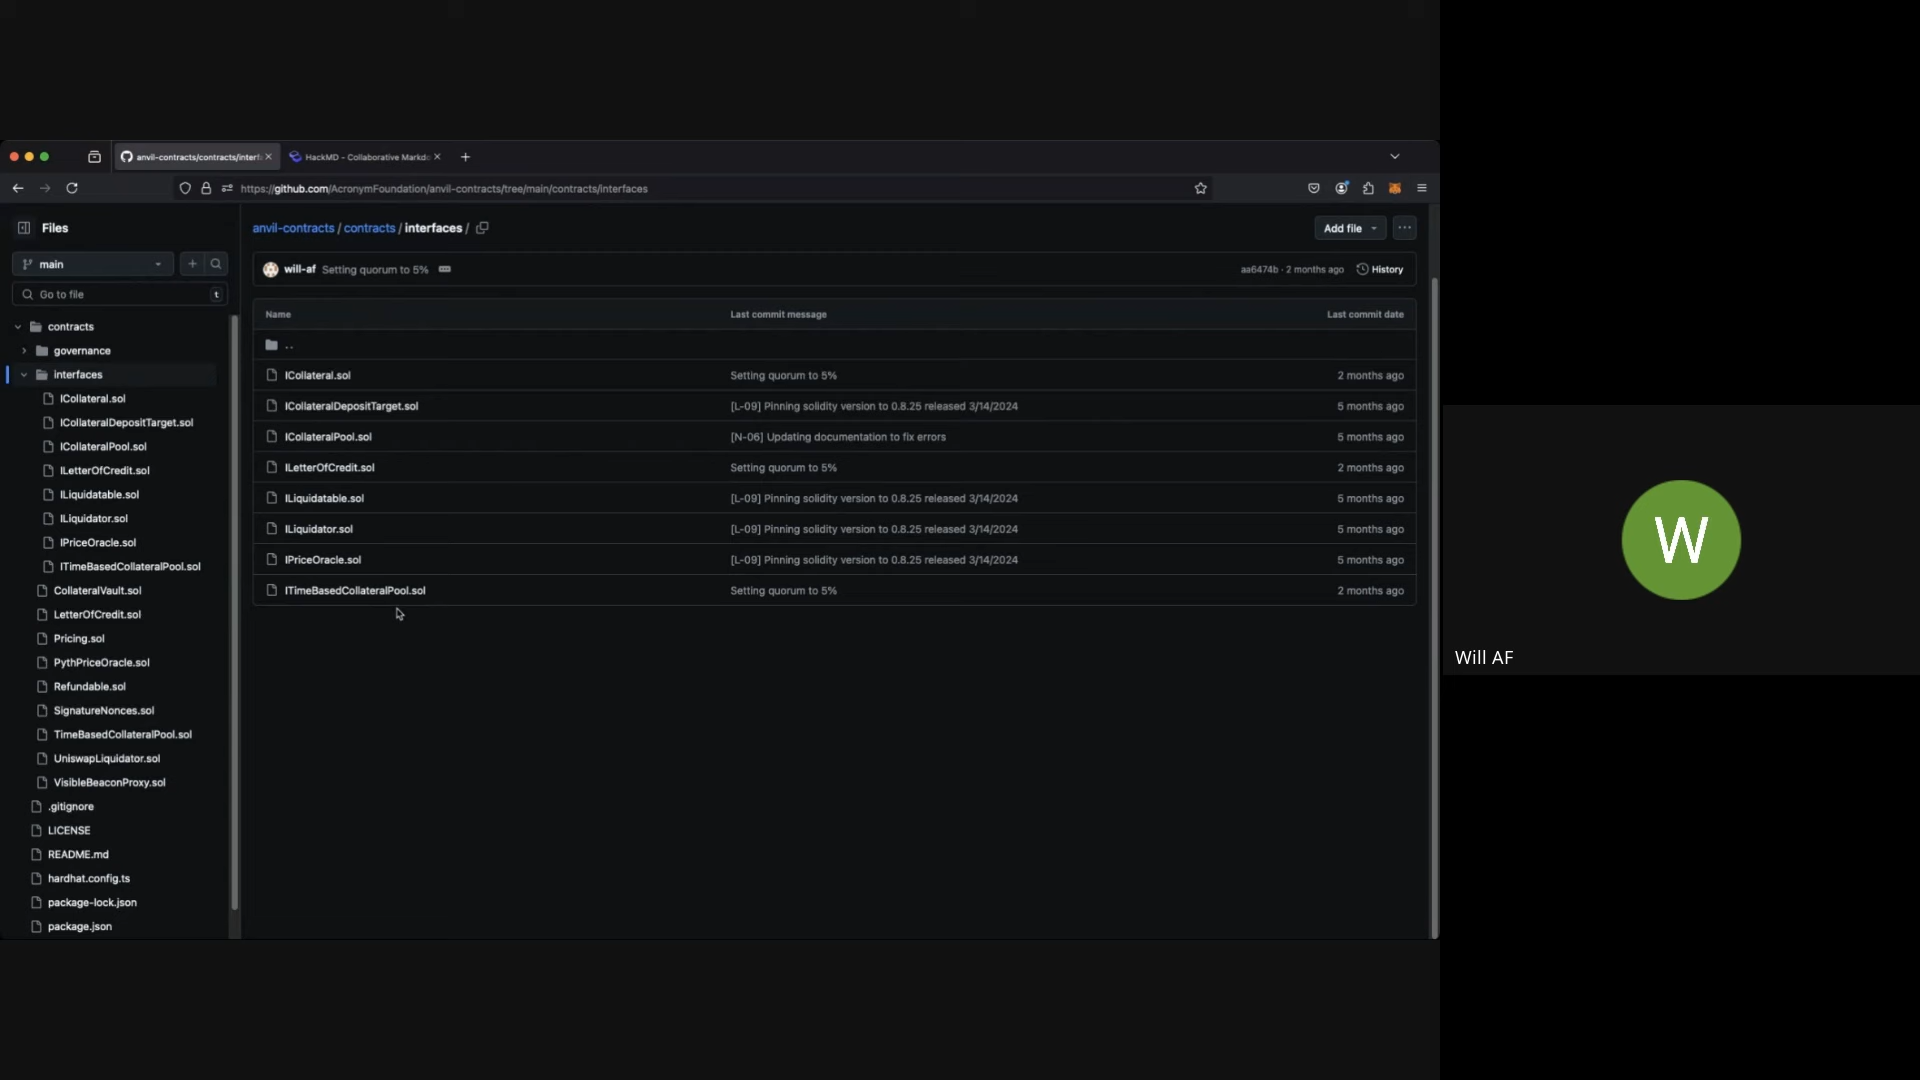 anvil-contracts/contracts/interf
HackMD - Collaborative Markdo
https://github.com/AcronymFoundation/anvil-contracts/tree/main/contracts/interfaces
Files
main
Go to file
t
contracts
governance
interfaces
ICollateral.sol
ICollateralDepositTarget.sol
ICollateralPool.sol
ILetterOfCredit.sol
ILiquidatable.sol
ILiquidator.sol
IPriceOracle.sol
ITimeBasedCollateralPool.sol
CollateralVault.sol
LetterOfCredit.sol
Pricing.sol
PythPriceOracle.sol
Refundable.sol
SignatureNonces.sol
TimeBasedCollateralPool.sol
UniswapLiquidator.sol
VisibleBeaconProxy.sol
.gitignore
LICENSE
README.md
hardhat.config.ts
package-lock.json
package.json
anvil-contracts / contracts / interfaces /
Add file
will-af Setting quorum to 5%
aa6474b · 2 months ago
History
Name Last commit message Last commit date
..
ICollateral.sol Setting quorum to 5% 2 months ago
ICollateralDepositTarget.sol [L-09] Pinning solidity version to 0.8.25 released 3/14/2024 5 months ago
ICollateralPool.sol [N-06] Updating documentation to fix errors 5 months ago
ILetterOfCredit.sol Setting quorum to 5% 2 months ago
ILiquidatable.sol [L-09] Pinning solidity version to 0.8.25 released 3/14/2024 5 months ago
ILiquidator.sol [L-09] Pinning solidity version to 0.8.25 released 3/14/2024 5 months ago
IPriceOracle.sol [L-09] Pinning solidity version to 0.8.25 released 3/14/2024 5 months ago
ITimeBasedCollateralPool.sol Setting quorum to 5% 2 months ago
W
Will AF